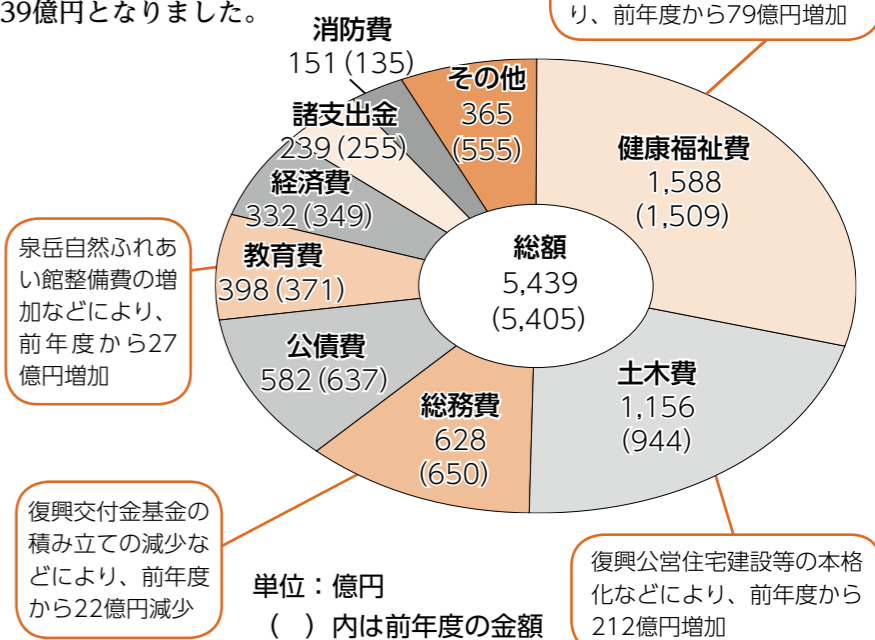 39億円となりました。
り、前年度から79億円増加
消防費
151(135)
その他
365
(555)
諸支出金
239(255)
健康福祉費
1,588
(1,509)
経済費
332(349)
総額
5,439
(5,405)
泉岳自然ふれあ
い館整備費の増
加などにより、
前年度から27
億円増加
教育費
398(371)
公債費
582(637)
土木費
1,156
(944)
総務費
628
(650)
復興交付金基金の
積み立ての減少な
どにより、前年度
から22億円減少
復興公営住宅建設等の本格
化などにより、前年度から
212億円増加
単位：億円
（　）内は前年度の金額